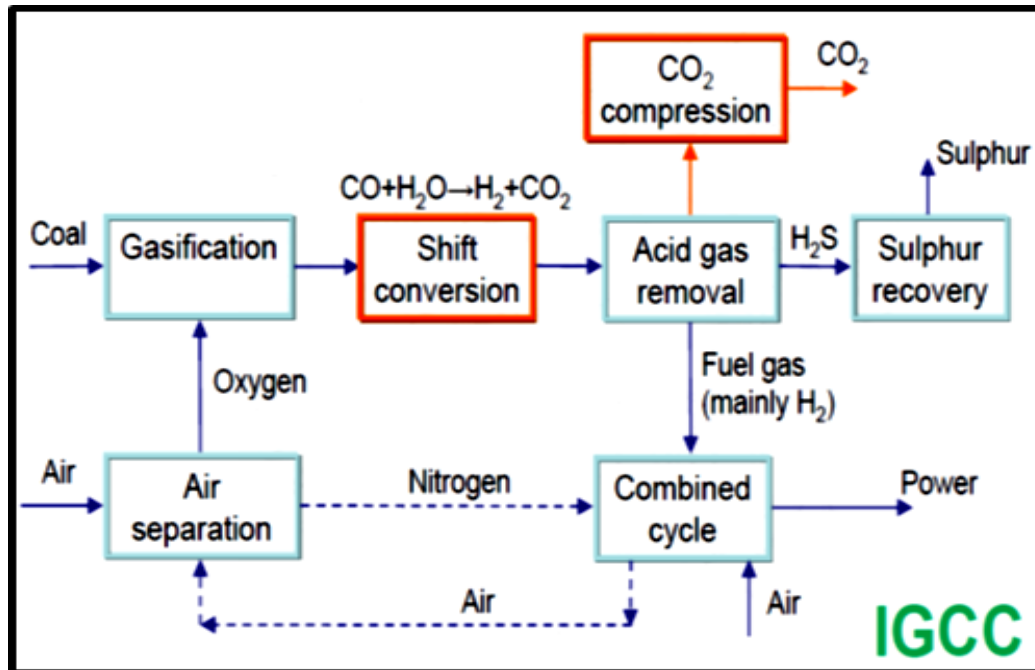 CO₂
compression
CO₂
Sulphur
CO+H₂O→H₂+CO₂
Coal
Gasification
Shift
conversion
Acid gas
removal
H₂S
Sulphur
recovery
Oxygen
Fuel gas
(mainly H₂)
Air
Air
separation
Nitrogen
Combined
cycle
Power
Air
Air
IGCC